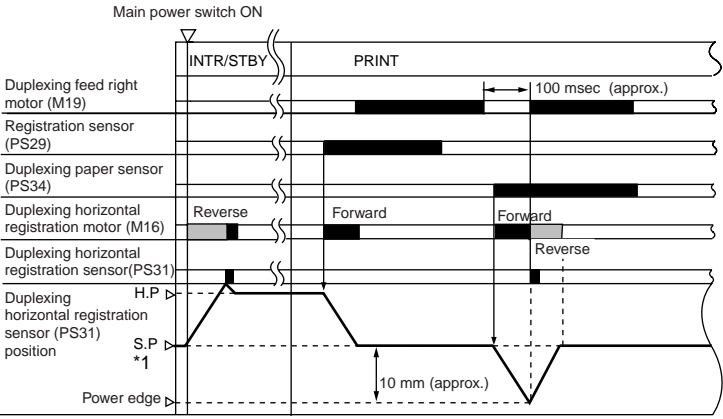 Main power switch ON
INTR/STBY
PRINT
Duplexing feed right
motor (M19)
100 msec (approx.)
Registration sensor
(PS29)
Duplexing paper sensor
(PS34)
Duplexing horizontal
registration motor (M16)
Reverse
Forward
Forward
Reverse
Duplexing horizontal
registration sensor(PS31)
Duplexing
horizontal registration
sensor (PS31)
position
H.P
S.P
*1
10 mm (approx.)
Power edge